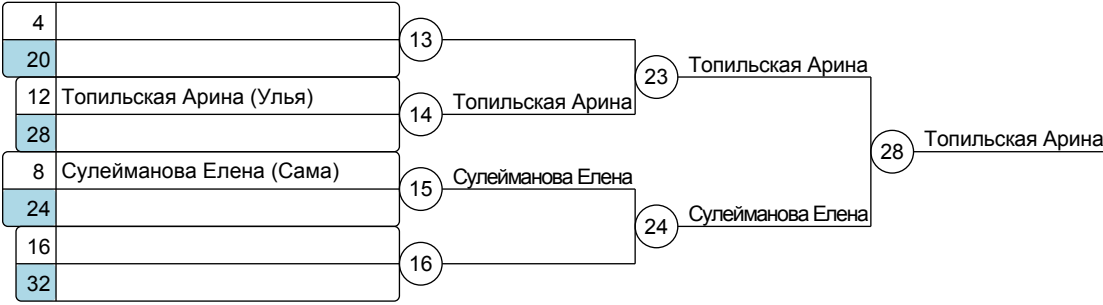 4
20
13
12 Топильская Арина (Улья)
28
14
Топильская Арина
23
Топильская Арина
8 Сулейманова Елена (Сама)
24
15
Сулейманова Елена
16
32
16
24
Сулейманова Елена
28
Топильская Арина